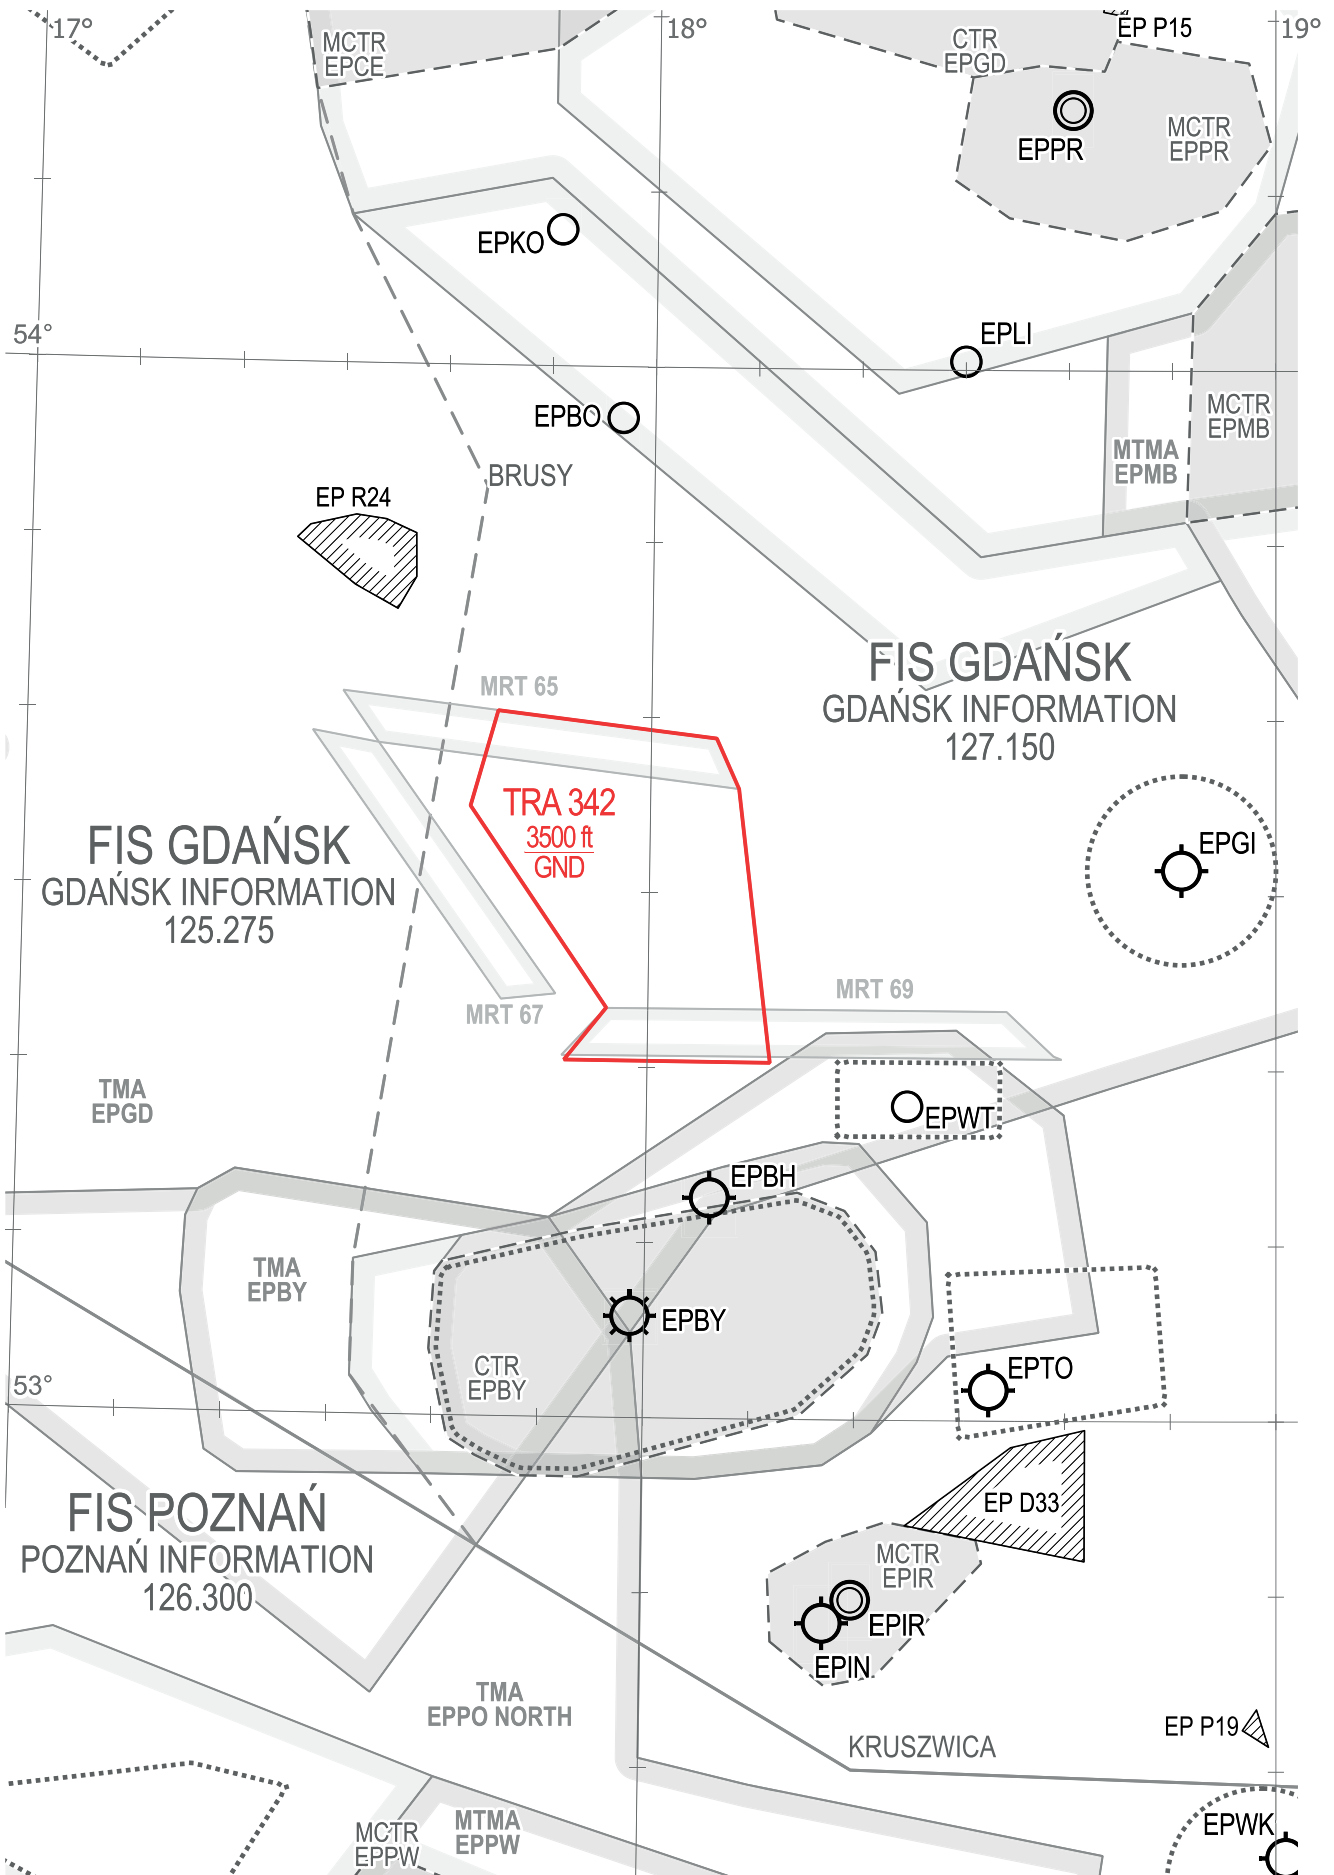 17°
18°
19°
MCTR
EPCE
CTR
EPGD
EP P15
EPPR
MCTR
EPPR
EPKO
54°
EPLI
EPBO
MCTR
EPMB
MTMA
EPMB
BRUSY
EP R24
FIS GDAŃSK
GDAŃSK INFORMATION
127.150
MRT 65
TRA 342
3500 ft
GND
FIS GDAŃSK
GDAŃSK INFORMATION
125.275
EPGI
MRT 67
MRT 69
TMA
EPGD
EPWT
EPBH
TMA
EPBY
EPBY
CTR
EPBY
EPTO
53°
FIS POZNAŃ
POZNAŃ INFORMATION
126.300
EP D33
MCTR
EPIR
EPIR
EPIN
TMA
EPPO NORTH
EP P19
KRUSZWICA
MCTR
EPPW
MTMA
EPPW
EPWK